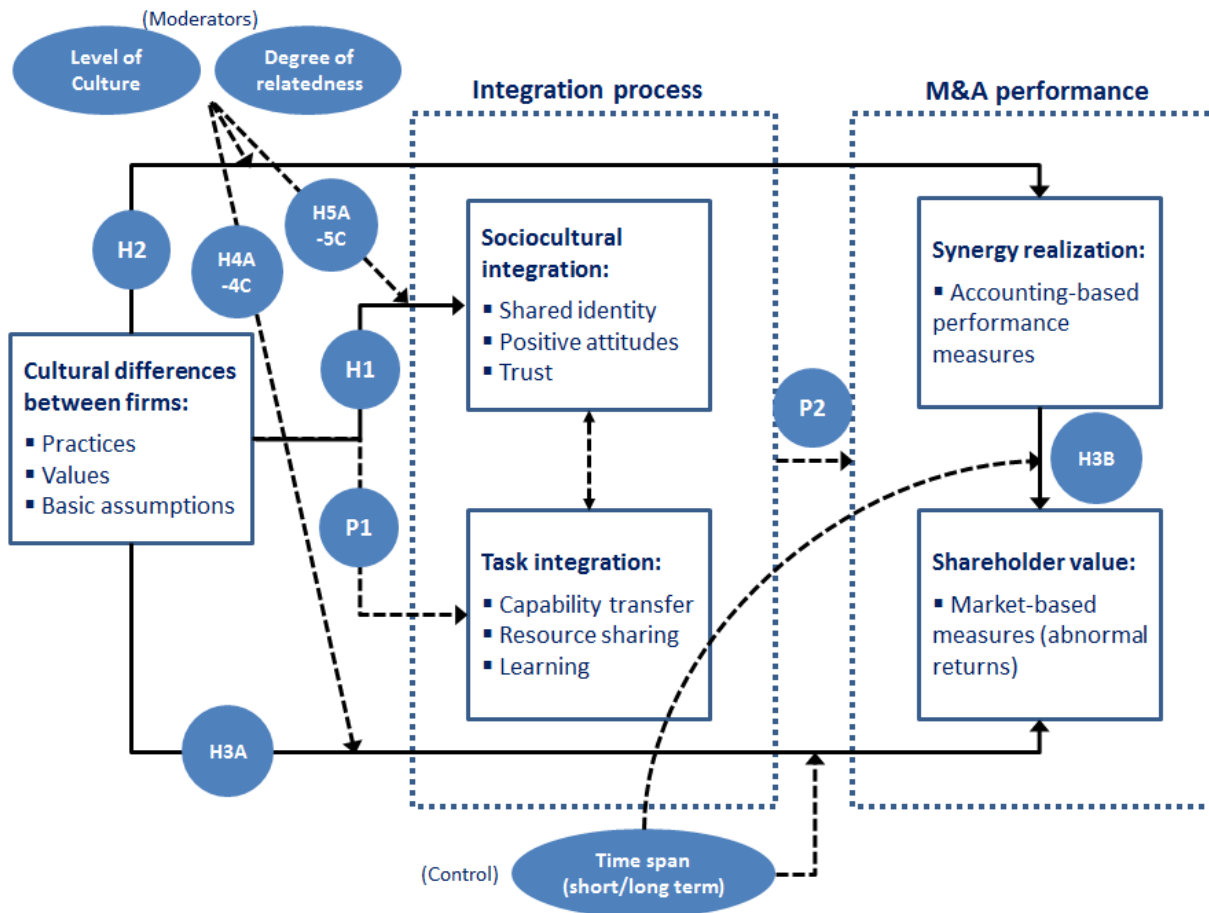 (Moderators)
Level of
Culture
Degree of
relatedness
Integration process
M&A performance
H2
H4A
-4C
H5A
-5C
H1
P1
H3A
Cultural differences
between firms:
▪ Practices
▪ Values
▪ Basic assumptions
Sociocultural
integration:
▪ Shared identity
▪ Positive attitudes
▪ Trust
Task integration:
▪ Capability transfer
▪ Resource sharing
▪ Learning
P2
Synergy realization:
▪ Accounting-based
performance
measures
H3B
Shareholder value:
▪ Market-based
measures (abnormal
returns)
(Control)
Time span
(short/long term)